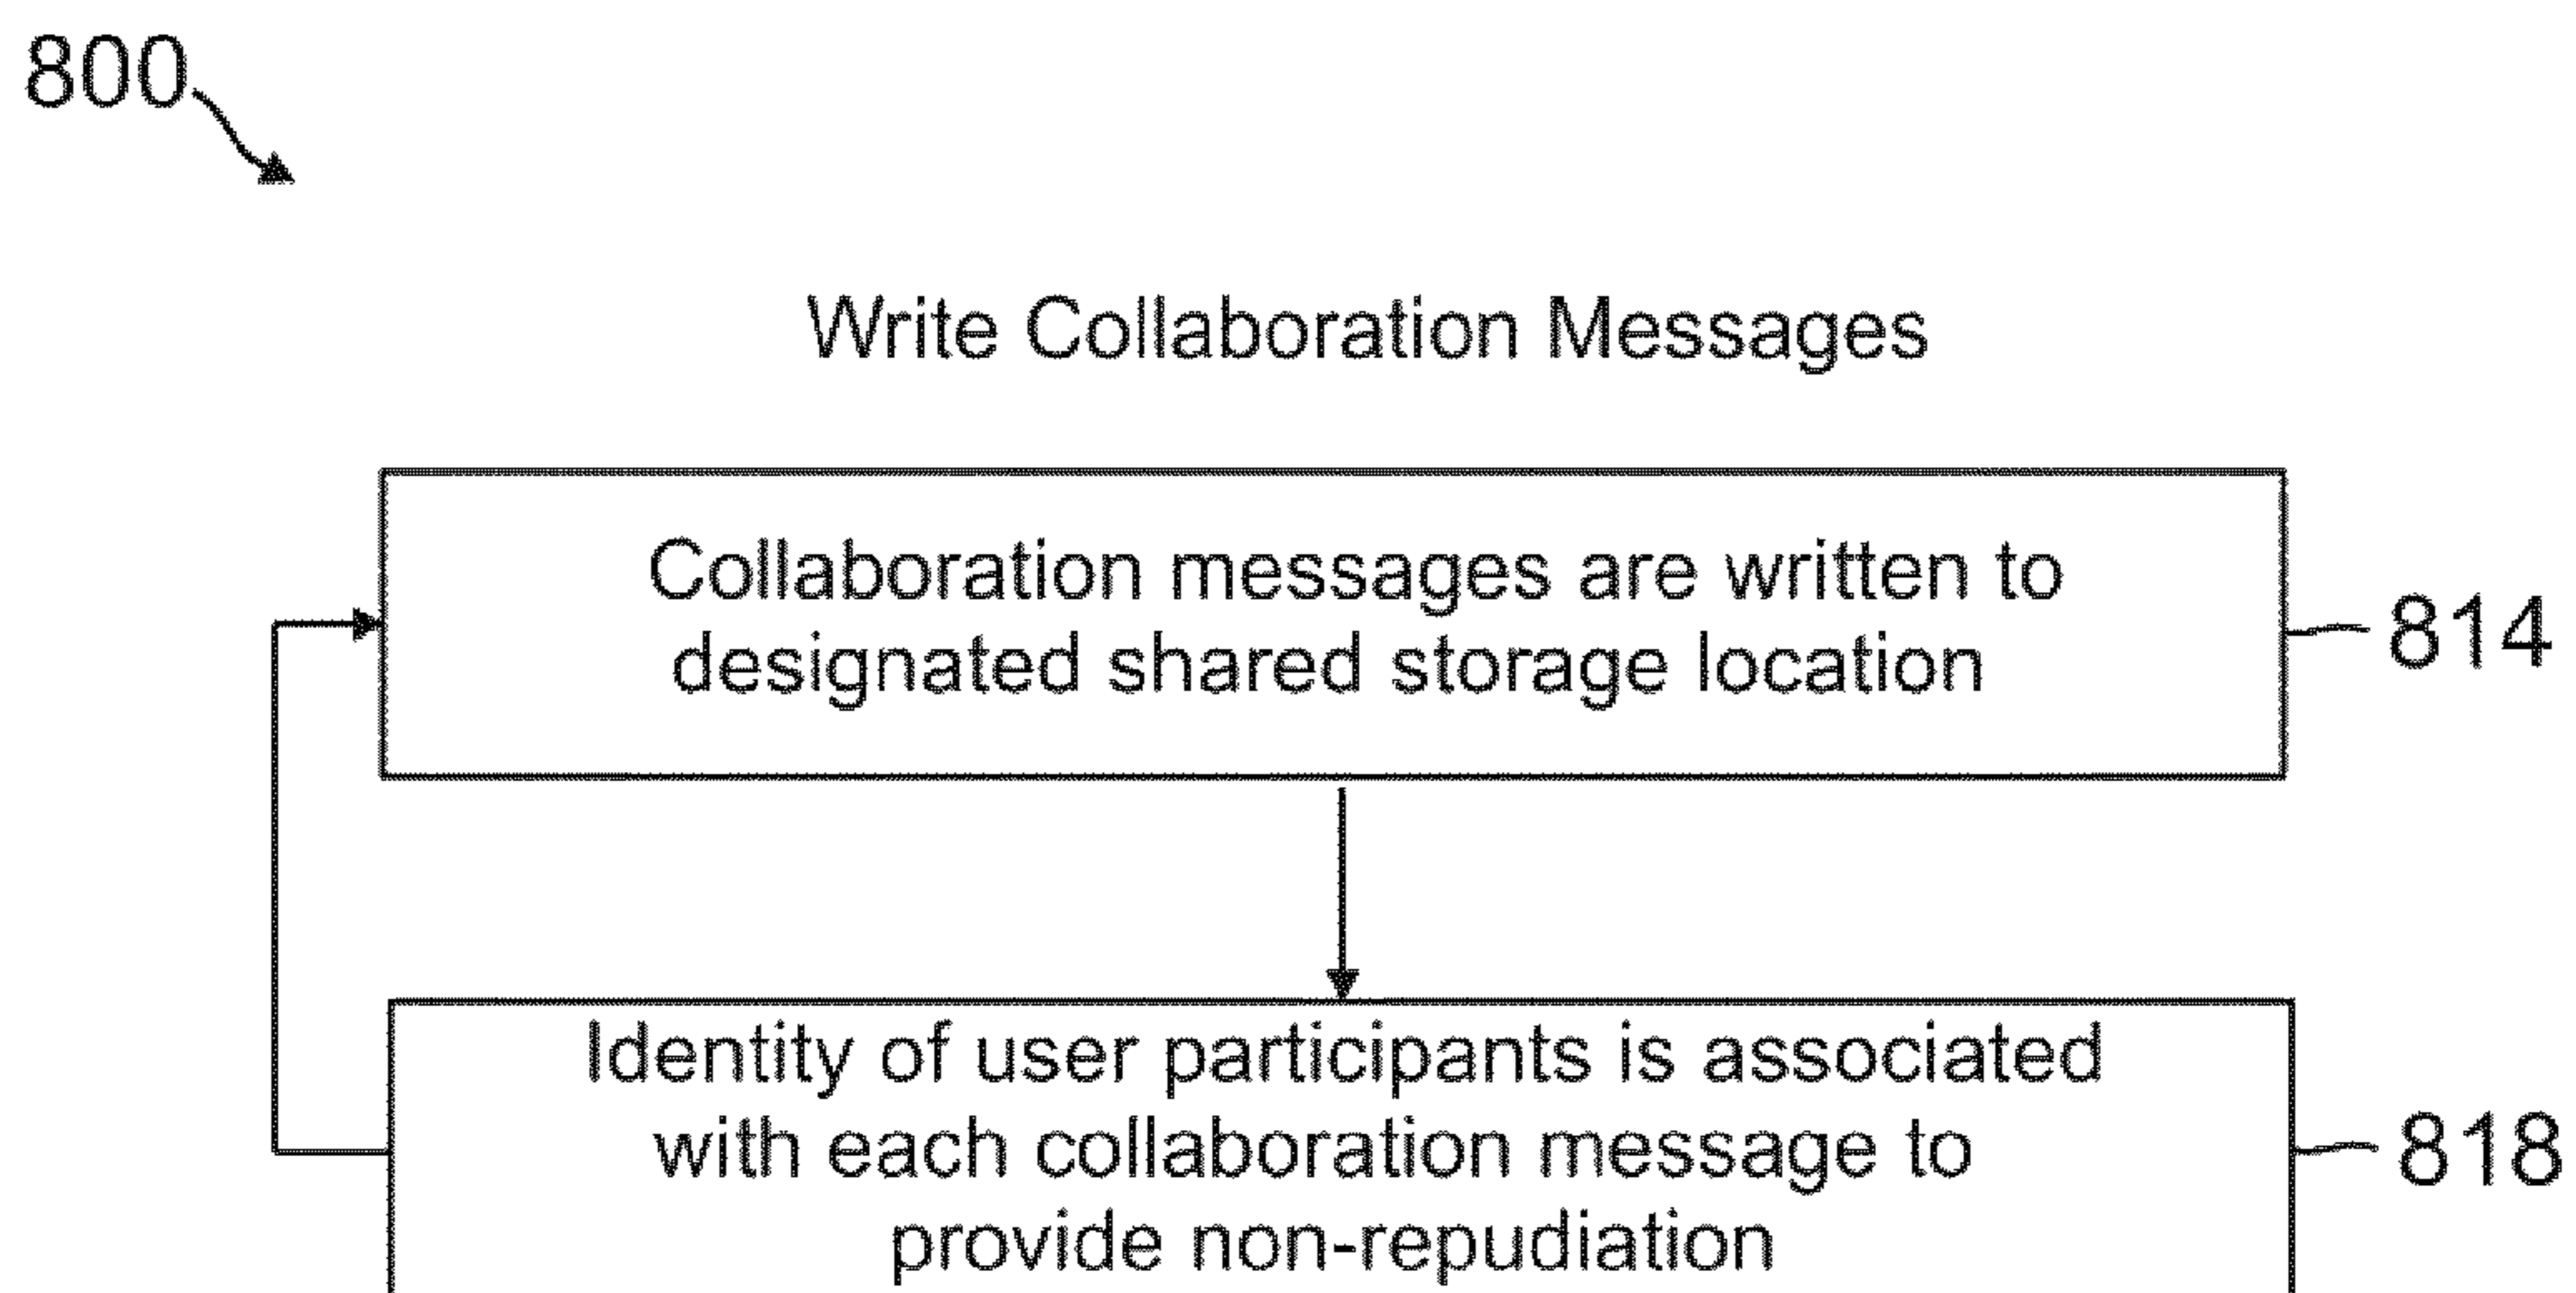 800
Write Collaboration Messages
Collaboration messages are written to
designated shared storage location
814
Identity of user participants is associated
with each collaboration message to
provide non-repudiation
818